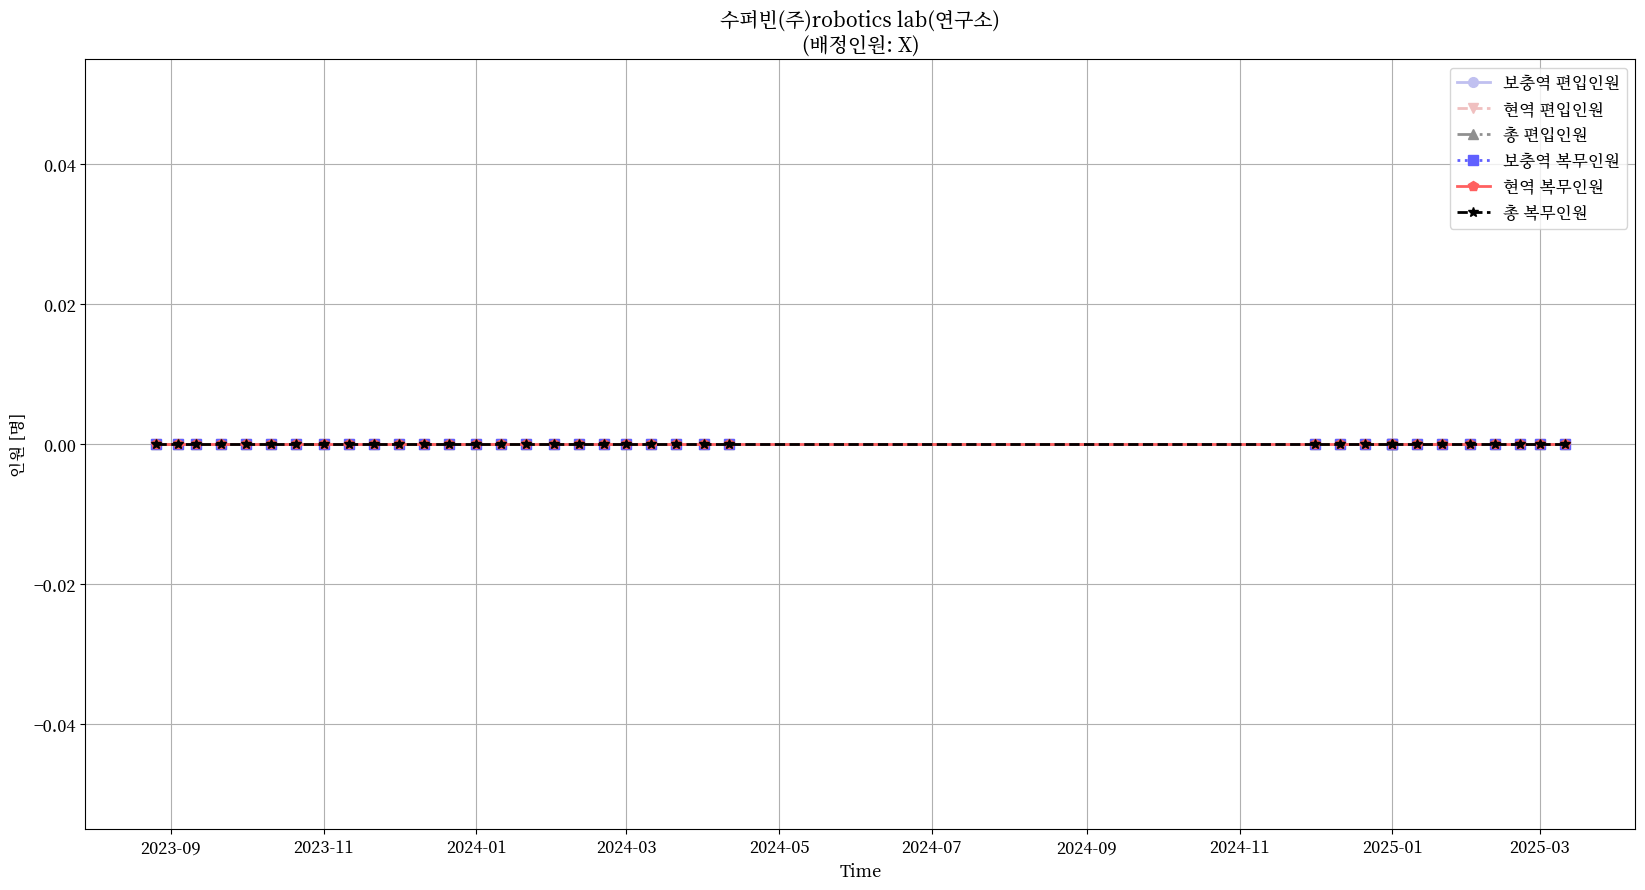 수퍼빈(주)robotics lab(연구소)
(배정인원: X)
보충역 편입인원
현역 편입인원
총 편입인원
보충역 복무인원
현역 복무인원
총 복무인원
인원 [명]
0.04
0.02
0.00
−0.02
−0.04
2023-09
2023-11
2024-01
2024-03
2024-05
2024-07
2024-09
2024-11
2025-01
2025-03
Time